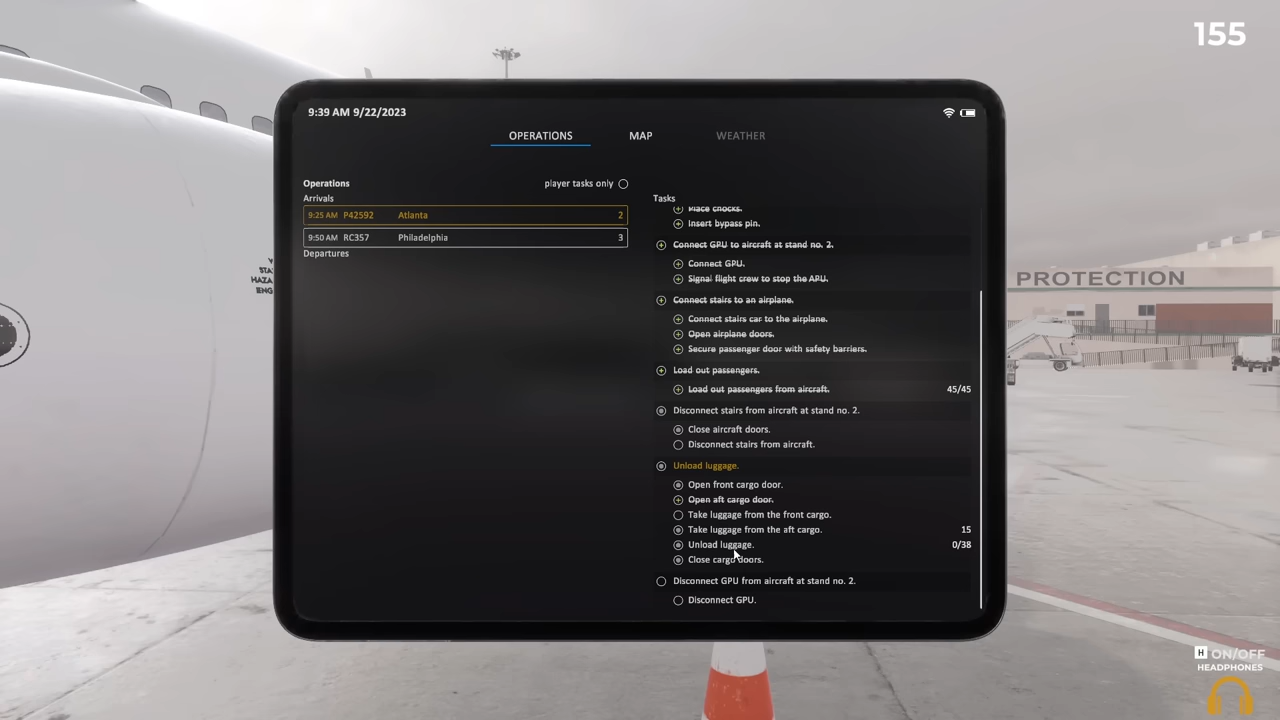 155
9:39 AM 9/22/2023
OPERATIONS MAP WEATHER
Operations player tasks only
Arrivals
9:25 AM P42592 Atlanta 2
9:50 AM RC357 Philadelphia 3
Departures
Tasks
Place chocks.
Insert bypass pin.
Connect GPU to aircraft at stand no. 2.
Connect GPU.
Signal flight crew to stop the APU.
Connect stairs to an airplane.
Connect stairs car to the airplane.
Open airplane doors.
Secure passenger door with safety barriers.
Load out passengers.
Load out passengers from aircraft. 45/45
Disconnect stairs from aircraft at stand no. 2.
Close aircraft doors.
Disconnect stairs from aircraft.
Unload luggage.
Open front cargo door.
Open aft cargo door.
Take luggage from the front cargo.
Take luggage from the aft cargo. 15
Unload luggage. 0/38
Close cargo doors.
Disconnect GPU from aircraft at stand no. 2.
Disconnect GPU.
PROTECTION
H ON/OFF
HEADPHONES